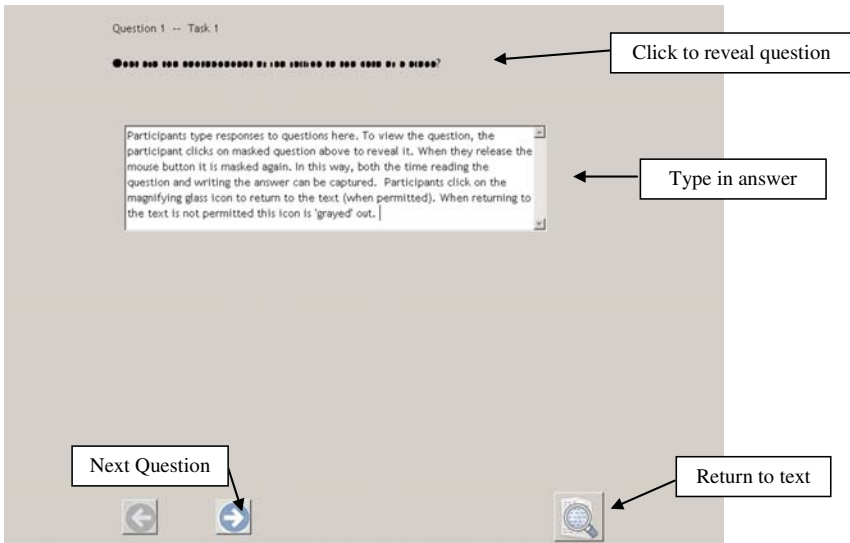 Question 1 -- Task 1
Click to reveal question
Participants type responses to questions here. To view the question, the
participant clicks on masked question above to reveal it. When they release the
mouse button it is masked again. In this way, both the time reading the
question and writing the answer can be captured. Participants click on the
magnifying glass icon to return to the text (when permitted). When returning to
the text is not permitted this icon is 'grayed' out.
Type in answer
Next Question
Return to text